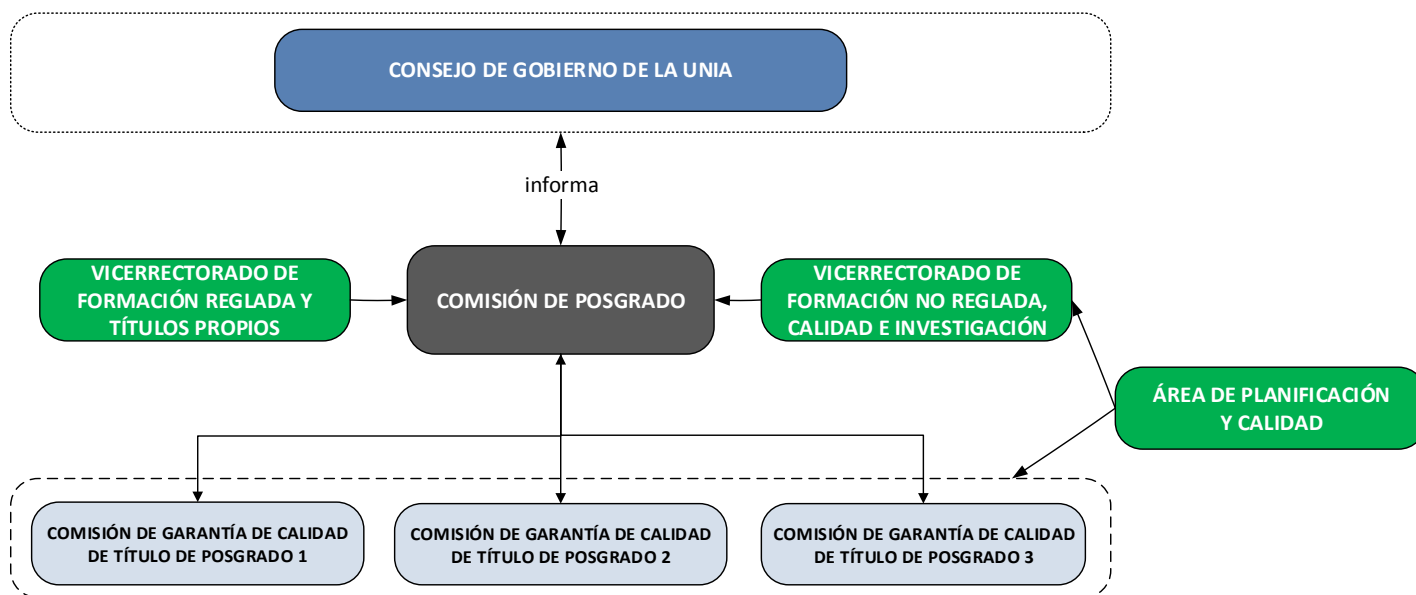 CONSEJO DE GOBIERNO DE LA UNIA
informa
VICERRECTORADO DE
FORMACIÓN REGLADA Y
TÍTULOS PROPIOS
COMISIÓN DE POSGRADO
VICERRECTORADO DE
FORMACIÓN NO REGLADA,
CALIDAD E INVESTIGACIÓN
ÁREA DE PLANIFICACIÓN
Y CALIDAD
COMISIÓN DE GARANTÍA DE CALIDAD
DE TÍTULO DE POSGRADO 1
COMISIÓN DE GARANTÍA DE CALIDAD
DE TÍTULO DE POSGRADO 2
COMISIÓN DE GARANTÍA DE CALIDAD
DE TÍTULO DE POSGRADO 3